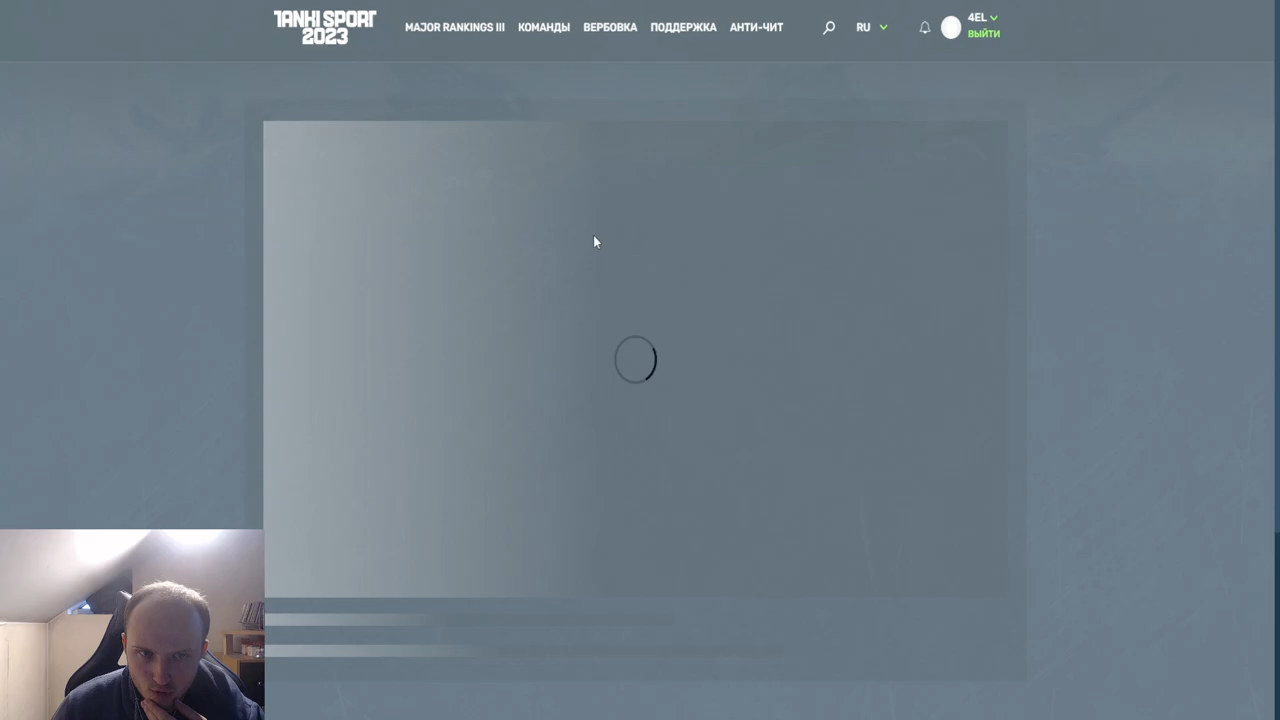 TANKI SPORT
2023
MAJOR RANKINGS III КОМАНДЫ ВЕРБОВКА ПОДДЕРЖКА АНТИ-ЧИТ RU 4EL
ВЫЙТИ